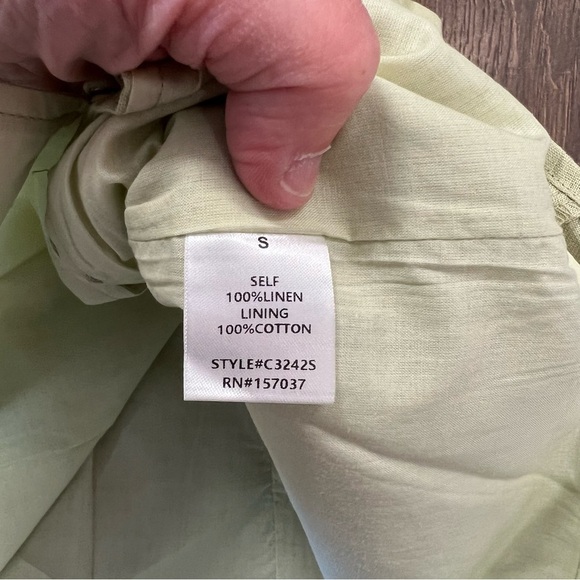 S
SELF
100%LINEN
LINING
100%COTTON
STYLE#C3242S
RN#157037